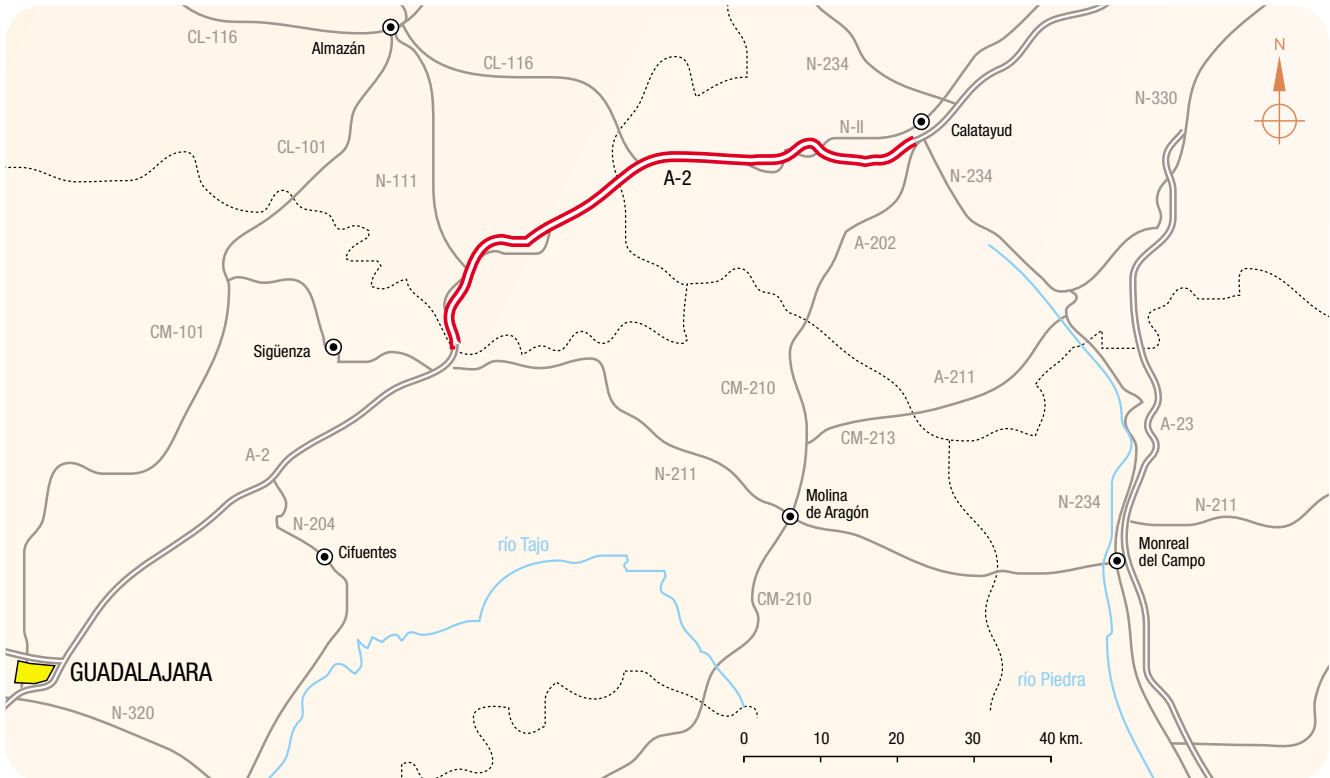 CL-116
Almazán
CL-116
N-234
N
N-330
N-II
Calatayud
CL-101
N-111
A-2
N-234
A-202
CM-101
Sigüenza
CM-210
A-211
CM-213
A-23
A-2
N-211
Molina
de Aragón
N-234
N-211
N-204
Cifuentes
río Tajo
Monreal
del Campo
CM-210
GUADALAJARA
río Piedra
N-320
0 10 20 30 40 km.